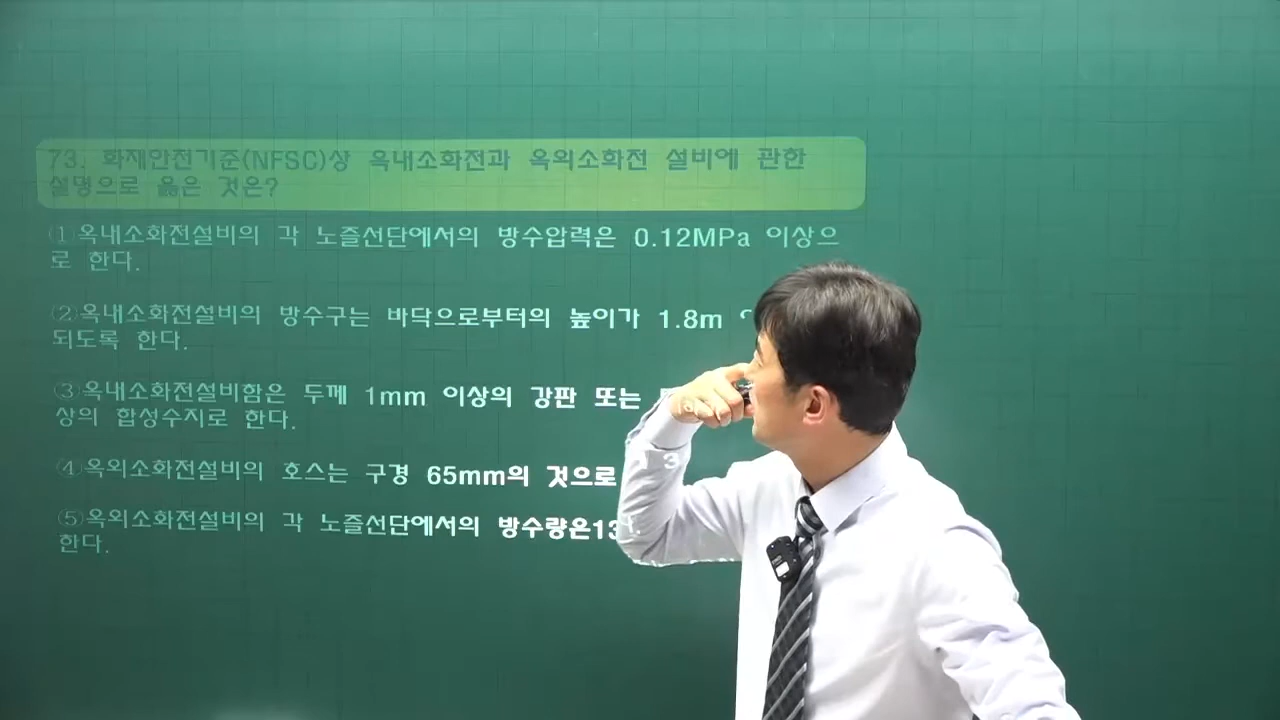 73. 화재안전기준(NFSC)상 옥내소화전과 옥외소화전 설비에 관한
설명으로 옳은 것은?
①옥내소화전설비의 각 노즐선단에서의 방수압력은 0.12MPa 이상으
로 한다.
②옥내소화전설비의 방수구는 바닥으로부터의 높이가 1.8m
되도록 한다.
③옥내소화전설비함은 두께 1mm 이상의 강판 또는
상의 합성수지로 한다.
④옥외소화전설비의 호스는 구경 65mm의 것으로
⑤옥외소화전설비의 각 노즐선단에서의 방수량은13
한다.